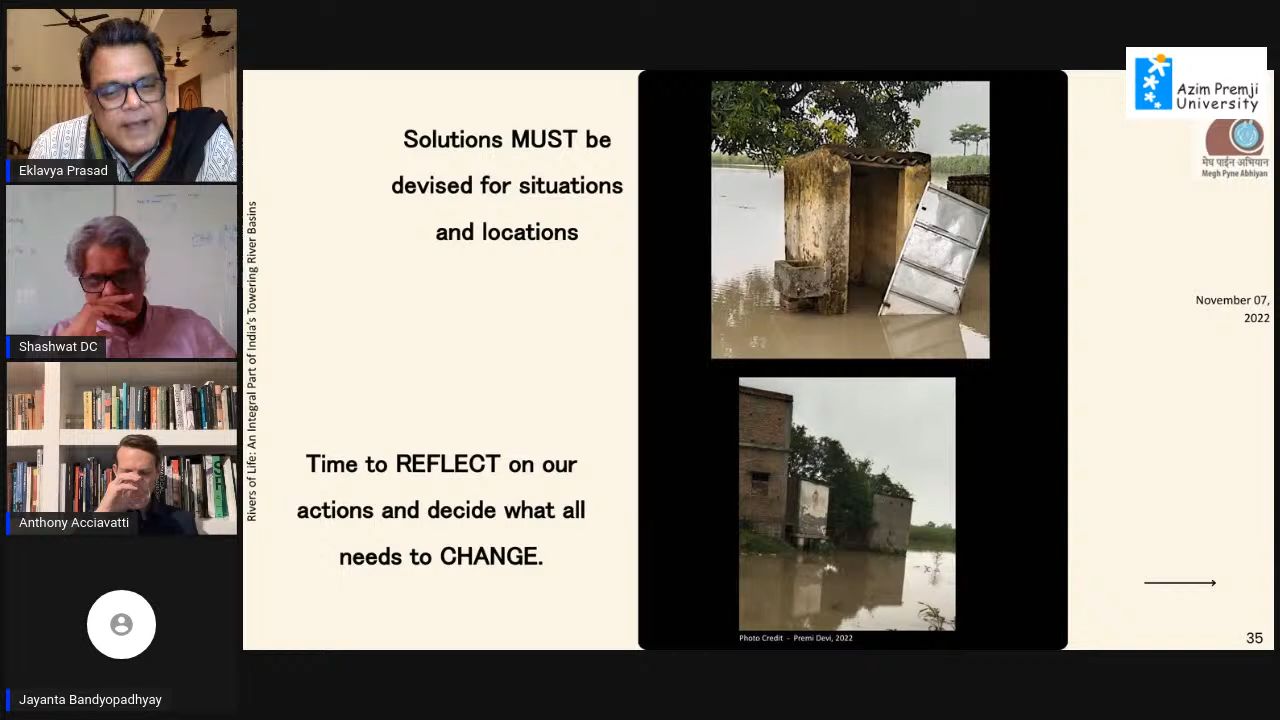 Eklavya Prasad
Shashwat DC
Anthony Acciavatti
Jayanta Bandyopadhyay
Rivers of Life: An Integral Part of India's Towering River Basins
Solutions MUST be
devised for situations
and locations
Time to REFLECT on our
actions and decide what all
needs to CHANGE.
Photo Credit - Premi Devi, 2022
Azim Premji
University
मेघ पाईन अभियान
Megh Pyne Abhiyan
November 07,
2022
35